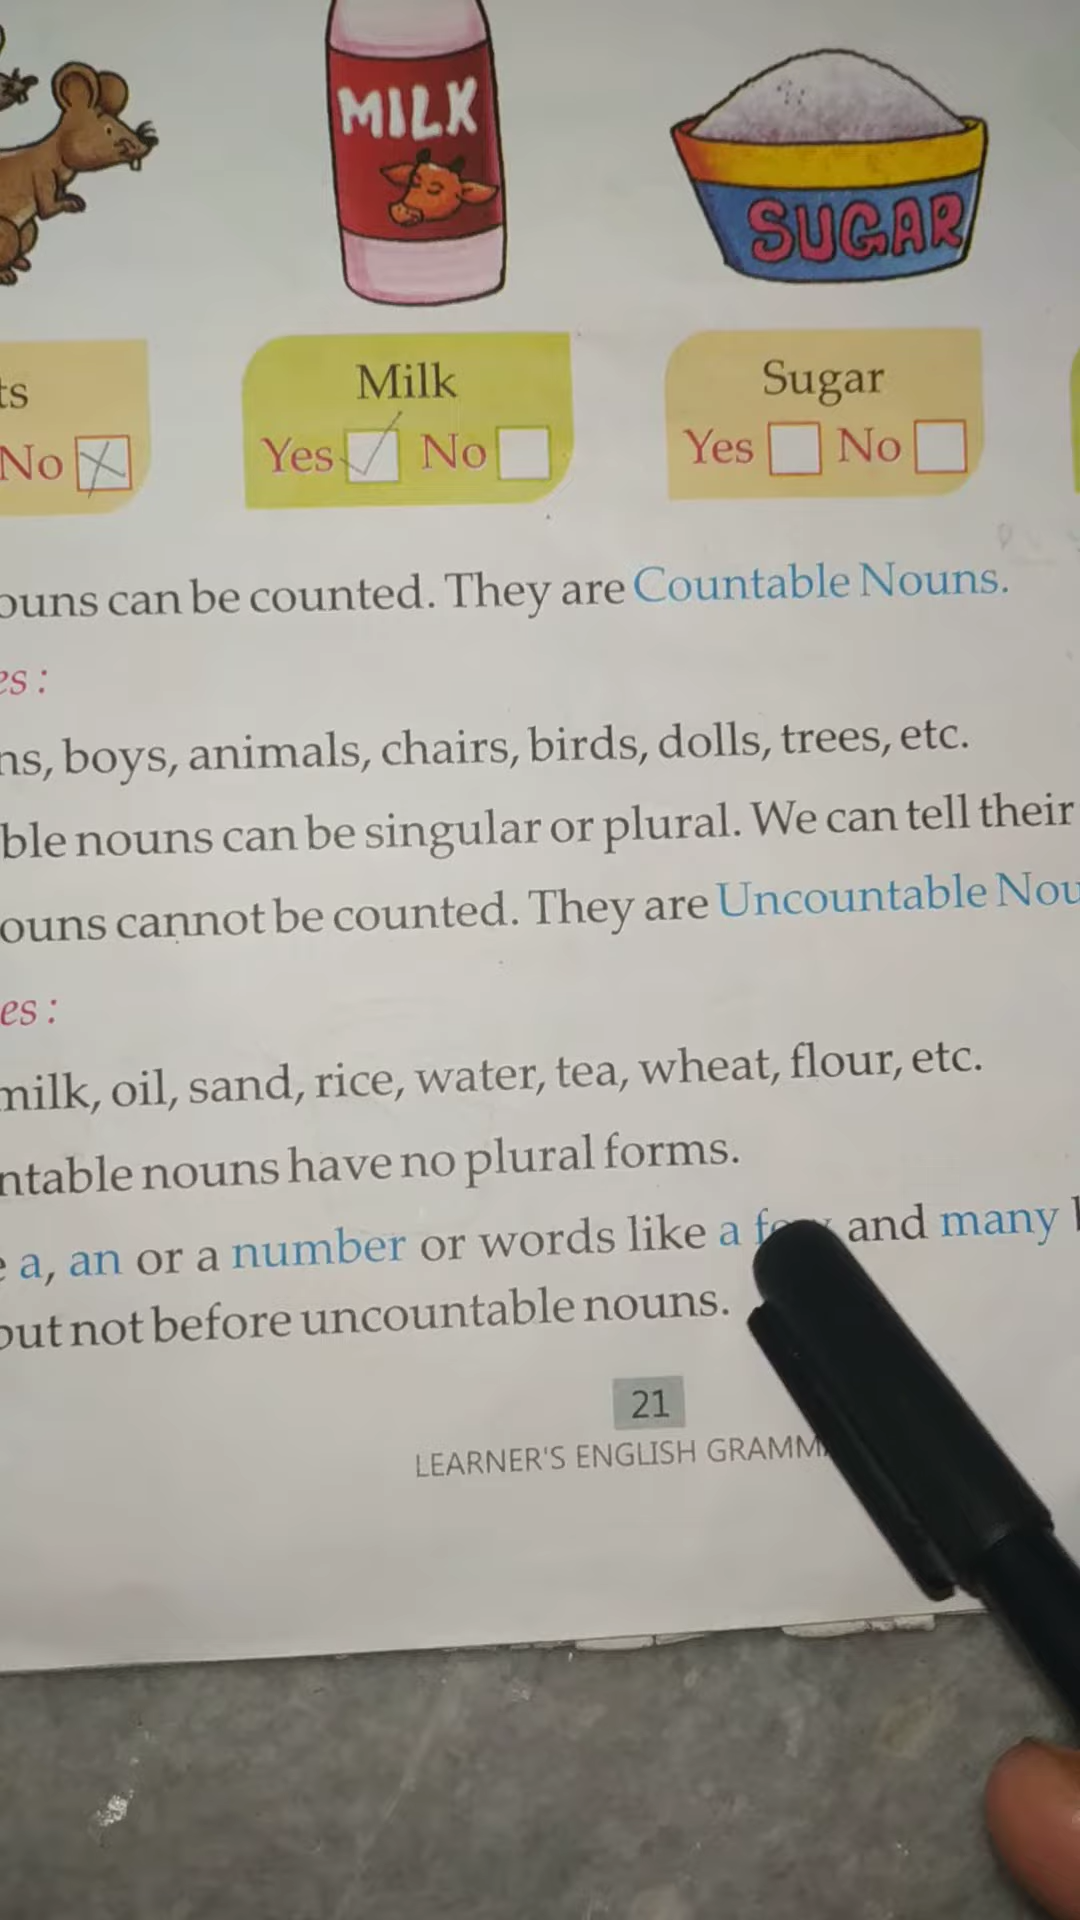 MILK
SUGAR
ts
Milk
Sugar
No
Yes No
Yes No
ouns can be counted. They are Countable Nouns.
es :
ns, boys, animals, chairs, birds, dolls, trees, etc.
ble nouns can be singular or plural. We can tell their
ouns cannot be counted. They are Uncountable Nou
es :
milk, oil, sand, rice, water, tea, wheat, flour, etc.
ntable nouns have no plural forms.
e a, an or a number or words like a few and many
but not before uncountable nouns.
21
LEARNER'S ENGLISH GRAMM